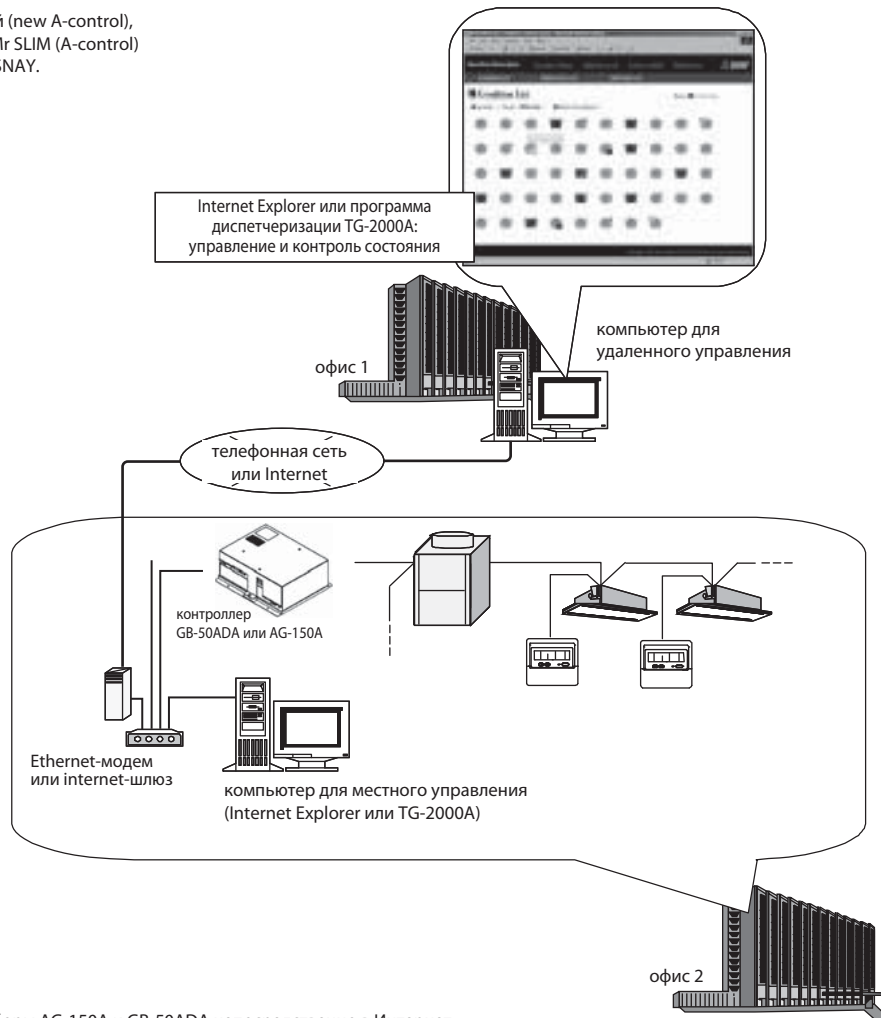 (new A-control),
Mr SLIM (A-control)
SNAY.
Condition List
Internet Explorer или программа
диспетчеризации TG-2000A:
управление и контроль состояния
компьютер для
удаленного управления
офис 1
телефонная сеть
или Internet
контроллер
GB-50ADA или AG-150A
Ethernet-модем
или internet-шлюз
компьютер для местного управления
(Internet Explorer или TG-2000A)
офис 2